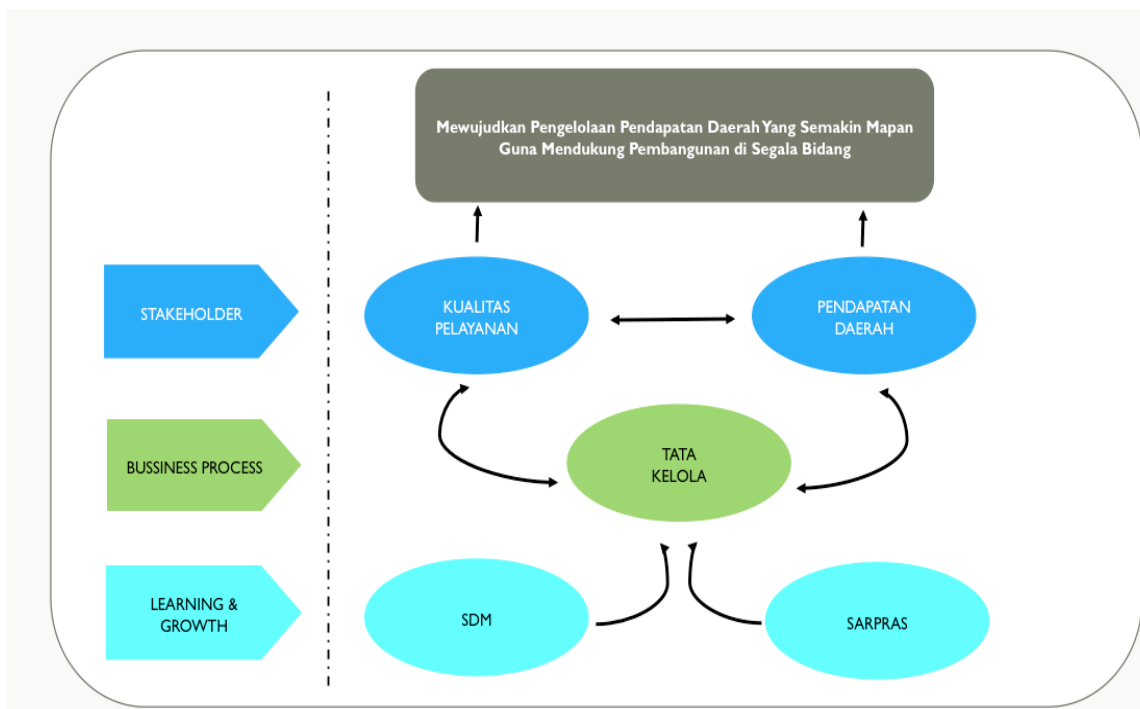 Mewujudkan Pengelolaan Pendapatan Daerah Yang Semakin Mapan
Guna Mendukung Pembangunan di Segala Bidang
STAKEHOLDER
KUALITAS
PELAYANAN
PENDAPATAN
DAERAH
BUSSINESS PROCESS
TATA
KELOLA
LEARNING &
GROWTH
SDM
SARPRAS